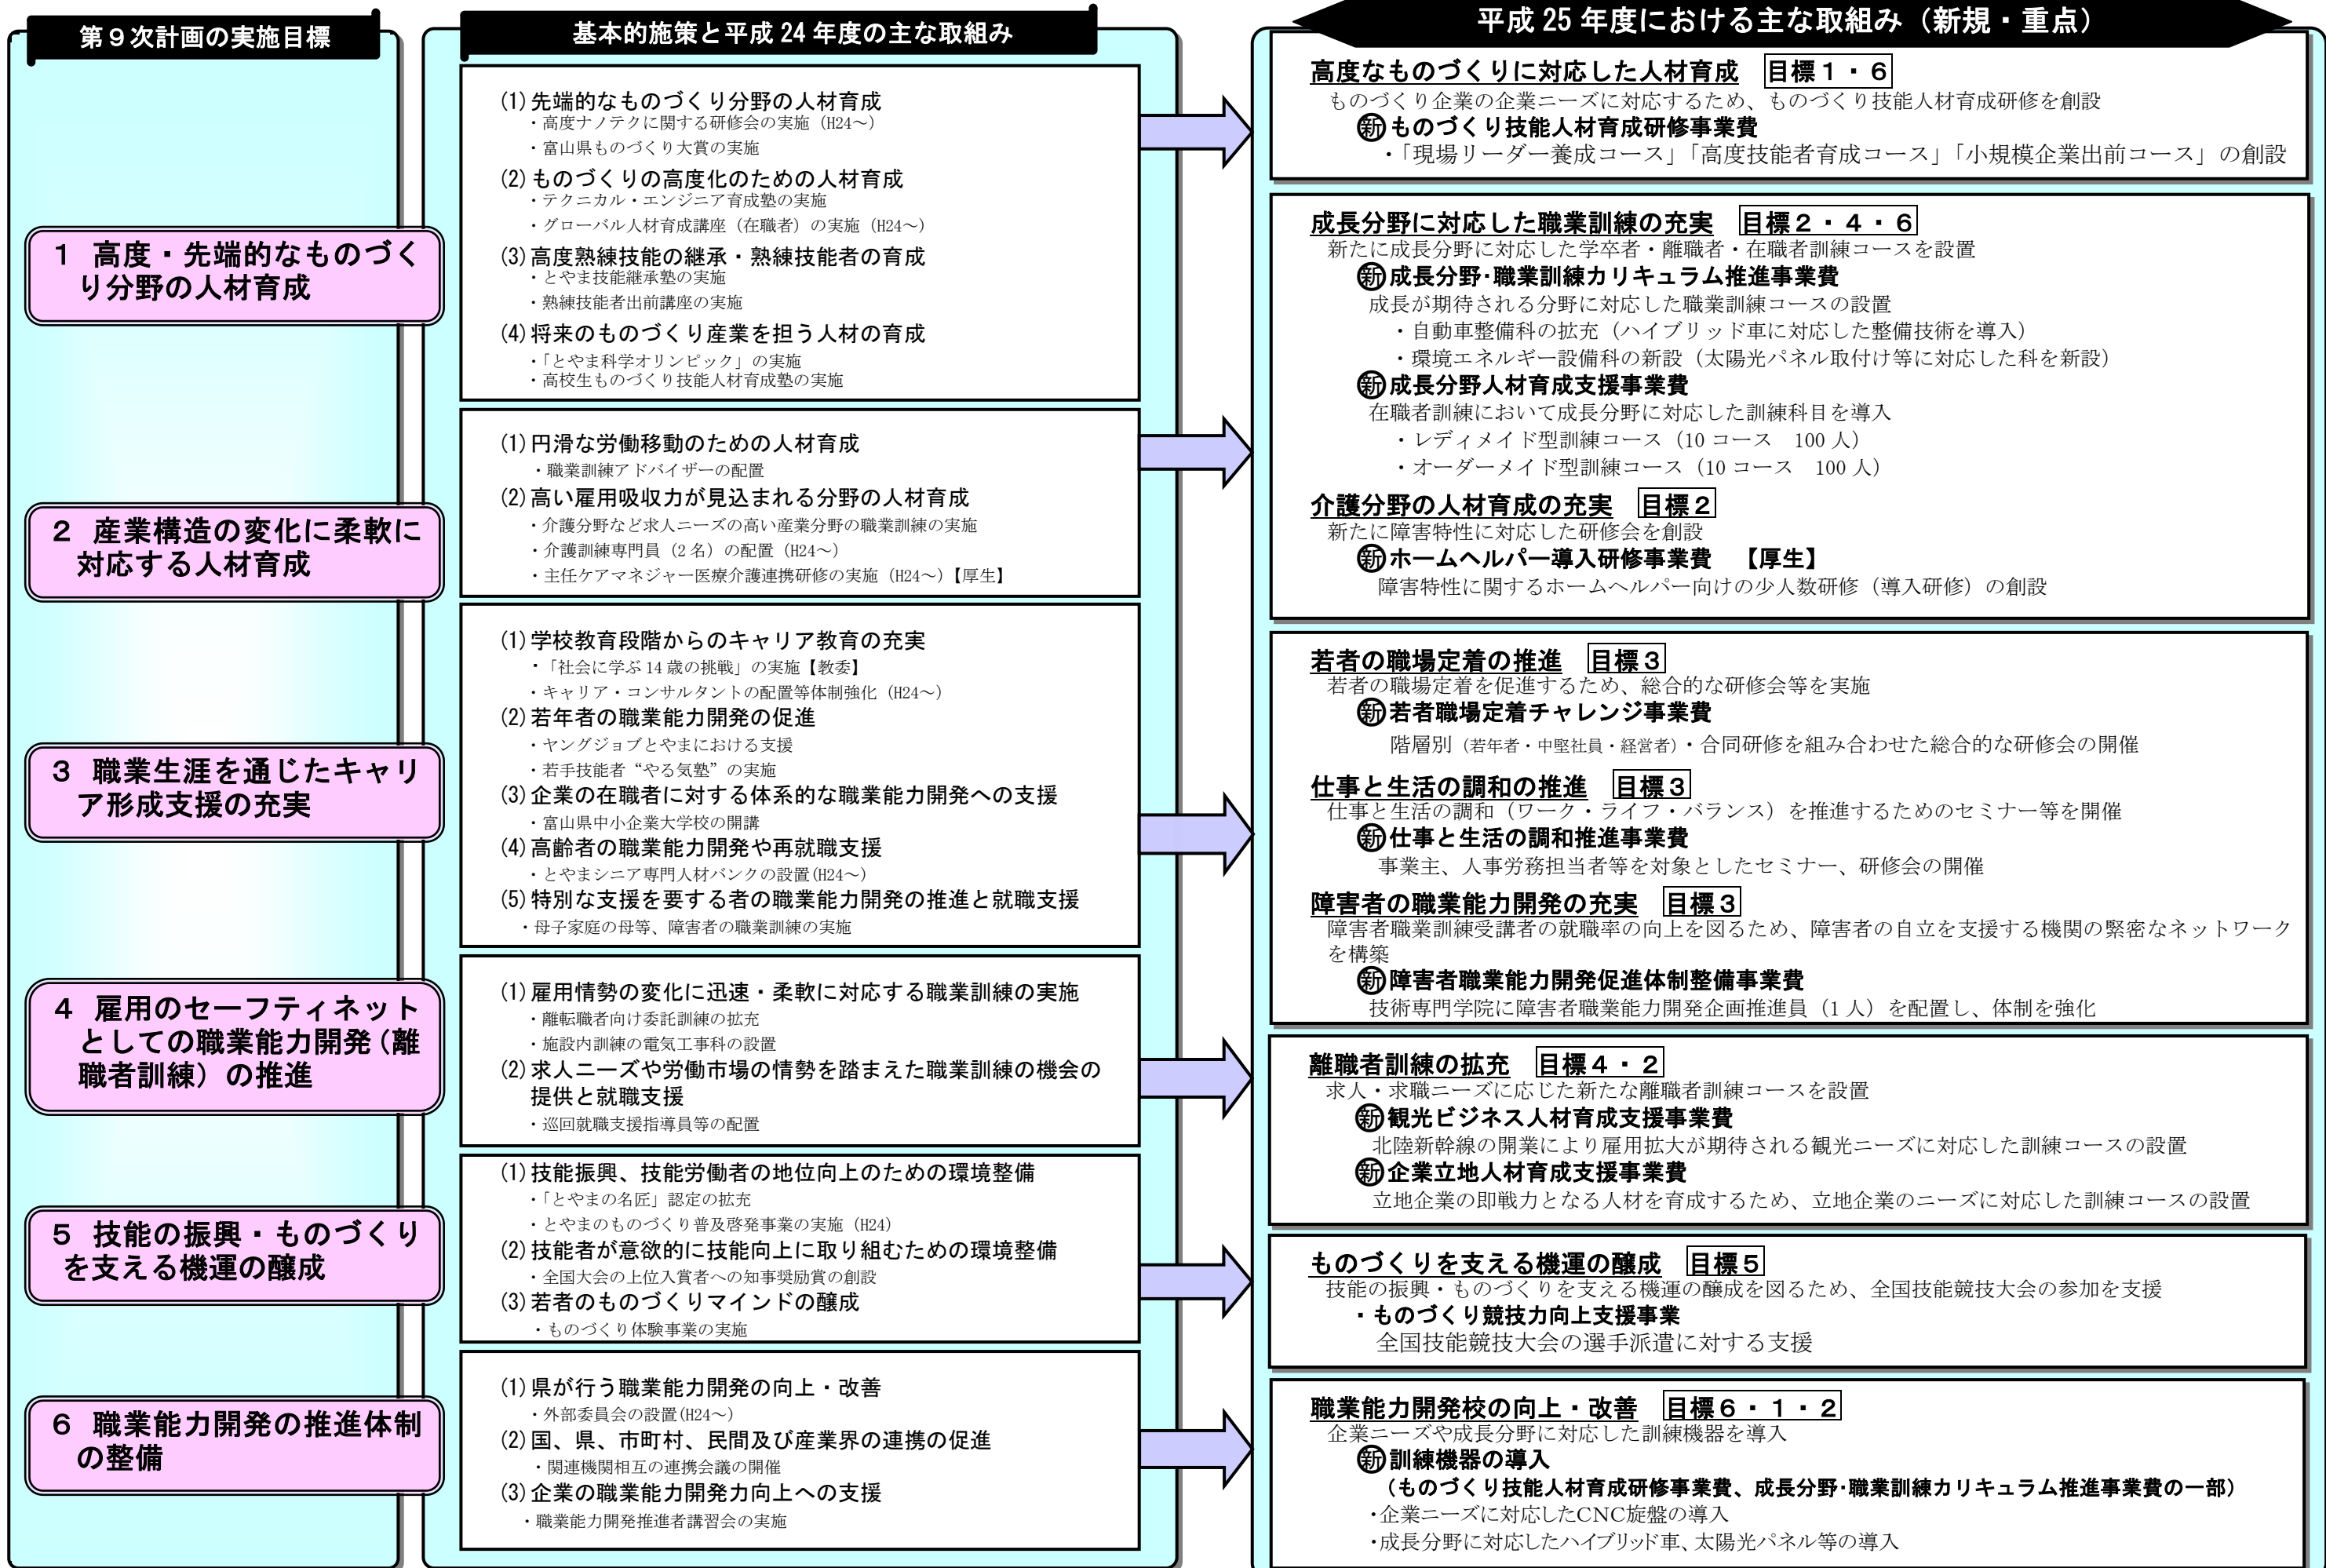 第９次計画の実施目標
1 高度・先端的なものづく
り分野の人材育成
2 産業構造の変化に柔軟に
対応する人材育成
3 職業生涯を通じたキャリ
ア形成支援の充実
4 雇用のセーフティネット
としての職業能力開発（離
職者訓練）の推進
5 技能の振興・ものづくり
を支える機運の醸成
6 職業能力開発の推進体制
の整備
基本的施策と平成 24 年度の主な取組み
(1)先端的なものづくり分野の人材育成
・高度ナノテクに関する研修会の実施（H24～）
・富山県ものづくり大賞の実施
(2)ものづくりの高度化のための人材育成
・テクニカル・エンジニア育成塾の実施
・グローバル人材育成講座（在職者）の実施（H24～）
(3)高度熟練技能の継承・熟練技能者の育成
・とやま技能継承塾の実施
・熟練技能者出前講座の実施
(4)将来のものづくり産業を担う人材の育成
・「とやま科学オリンピック」の実施
・高校生ものづくり技能人材育成塾の実施
(1)円滑な労働移動のための人材育成
・職業訓練アドバイザーの配置
(2)高い雇用吸収力が見込まれる分野の人材育成
・介護分野など求人ニーズの高い産業分野の職業訓練の実施
・介護訓練専門員（2 名）の配置（H24～）
・主任ケアマネジャー医療介護連携研修の実施（H24～）【厚生】
(1)学校教育段階からのキャリア教育の充実
・「社会に学ぶ 14 歳の挑戦」の実施【教委】
・キャリア・コンサルタントの配置等体制強化（H24～）
(2)若年者の職業能力開発の促進
・ヤングジョブとやまにおける支援
・若手技能者“やる気塾”の実施
(3)企業の在職者に対する体系的な職業能力開発への支援
・富山県中小企業大学校の開講
(4)高齢者の職業能力開発や再就職支援
・とやまシニア専門人材バンクの設置(H24～）
(5)特別な支援を要する者の職業能力開発の推進と就職支援
・母子家庭の母等、障害者の職業訓練の実施
(1)雇用情勢の変化に迅速・柔軟に対応する職業訓練の実施
・離転職者向け委託訓練の拡充
・施設内訓練の電気工事科の設置
(2)求人ニーズや労働市場の情勢を踏まえた職業訓練の機会の
提供と就職支援
・巡回就職支援指導員等の配置
(1)技能振興、技能労働者の地位向上のための環境整備
・「とやまの名匠」認定の拡充
・とやまのものづくり普及啓発事業の実施（H24）
(2)技能者が意欲的に技能向上に取り組むための環境整備
・全国大会の上位入賞者への知事奨励賞の創設
(3)若者のものづくりマインドの醸成
・ものづくり体験事業の実施
(1)県が行う職業能力開発の向上・改善
・外部委員会の設置(H24～）
(2)国、県、市町村、民間及び産業界の連携の促進
・関連機関相互の連携会議の開催
(3)企業の職業能力開発力向上への支援
・職業能力開発推進者講習会の実施
平成 25 年度における主な取組み（新規・重点）
高度なものづくりに対応した人材育成 目標１・６
ものづくり企業の企業ニーズに対応するため、ものづくり技能人材育成研修を創設
㊟ものづくり技能人材育成研修事業費
・「現場リーダー養成コース」「高度技能者育成コース」「小規模企業出前コース」の創設
成長分野に対応した職業訓練の充実 目標２・４・６
新たに成長分野に対応した学卒者・離職者・在職者訓練コースを設置
新 成長分野・職業訓練カリキュラム推進事業費
成長が期待される分野に対応した職業訓練コースの設置
・自動車整備科の拡充（ハイブリッド車に対応した整備技術を導入）
・環境エネルギー設備科の新設（太陽光パネル取付け等に対応した科を新設）
新 成長分野人材育成支援事業費
在職者訓練において成長分野に対応した訓練科目を導入
・レディメイド型訓練コース（10 コース 100 人）
・オーダーメイド型訓練コース（10 コース 100 人）
介護分野の人材育成の充実 目標２
新たに障害特性に対応した研修会を創設
新 ホームヘルパー導入研修事業費 【厚生】
障害特性に関するホームヘルパー向けの少人数研修（導入研修）の創設
若者の職場定着の推進 目標３
若者の職場定着を促進するため、総合的な研修会等を実施
新 若者職場定着チャレンジ事業費
階層別（若年者・中堅社員・経営者）・合同研修を組み合わせた総合的な研修会の開催
仕事と生活の調和の推進 目標３
仕事と生活の調和（ワーク・ライフ・バランス）を推進するためのセミナー等を開催
新 仕事と生活の調和推進事業費
事業主、人事労務担当者等を対象としたセミナー、研修会の開催
障害者の職業能力開発の充実 目標３
障害者職業訓練受講者の就職率の向上を図るため、障害者の自立を支援する機関の緊密なネットワーク
を構築
新 障害者職業能力開発促進体制整備事業費
技術専門学院に障害者職業能力開発企画推進員（1 人）を配置し、体制を強化
離職者訓練の拡充 目標４・２
求人・求職ニーズに応じた新たな離職者訓練コースを設置
新 観光ビジネス人材育成支援事業費
北陸新幹線の開業により雇用拡大が期待される観光ニーズに対応した訓練コースの設置
新 企業立地人材育成支援事業費
立地企業の即戦力となる人材を育成するため、立地企業のニーズに対応した訓練コースの設置
ものづくりを支える機運の醸成 目標５
技能の振興・ものづくりを支える機運の醸成を図るため、全国技能競技大会の参加を支援
・ものづくり競技力向上支援事業
全国技能競技大会の選手派遣に対する支援
職業能力開発校の向上・改善 目標６・１・２
企業ニーズや成長分野に対応した訓練機器を導入
新 訓練機器の導入
（ものづくり技能人材育成研修事業費、成長分野・職業訓練カリキュラム推進事業費の一部）
・企業ニーズに対応したCNC旋盤の導入
・成長分野に対応したハイブリッド車、太陽光パネル等の導入